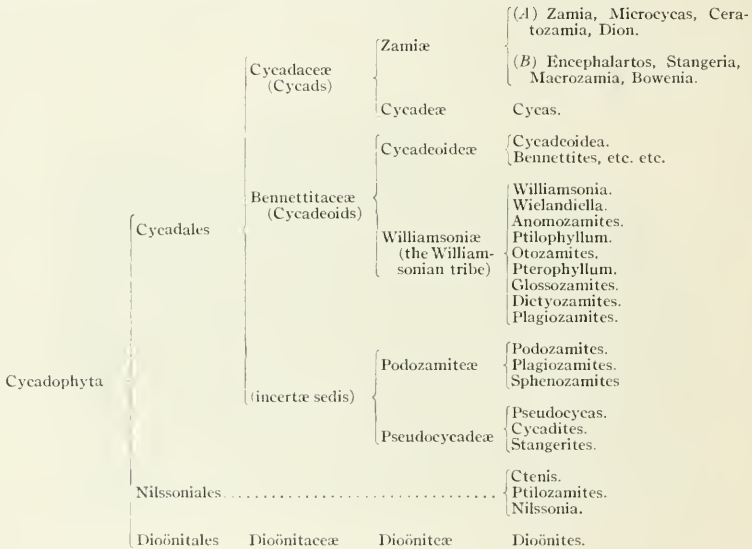 (A) Zamia, Microcycas, Cera-
tozamia, Dion.
Zamiæ
(B) Encephalartos, Stangeria,
Macrozamia, Bowenia.
Cycadaceæ
(Cycads)
Cycadeæ Cycas.
Cycadeoideæ
Cycadeoidea.
Bennettites, etc. etc.
Bennettitaceæ
(Cycadeoids)
Williamsonia.
Wielandiella.
Anomozamites.
Ptilophyllum.
Otozamites.
Pterophyllum.
Glossozamites.
Dictyozamites.
Plagiozamites.
Williamsoniæ
(the William-
sonian tribe)
Cycadales
Podozamiteæ
Podozamites.
Plagiozamites.
Sphenozamites
Cycadophyta
(incertæ sedis)
Pseudocycadeæ
Pseudocycas.
Cycadites.
Stangerites.
Nilssoniales
Ctenis.
Ptilozamites.
Nilssonia.
Dioönitales Dioönitaceæ Dioöniteæ Dioönites.